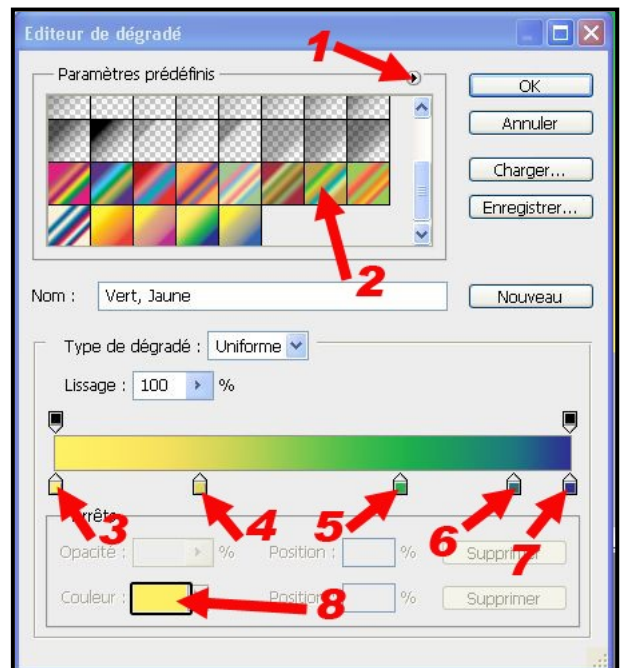 Editeur de dégradé
1
Paramètres prédéfinis
OK
Annuler
Charger...
Enregistrer...
2
Nom : Vert, Jaune
Nouveau
Type de dégradé : Uniforme
Lissage : 100 %
3 4 5 6 7
Opacité : % Position : % Supprimer
Couleur : 8 % Supprimer